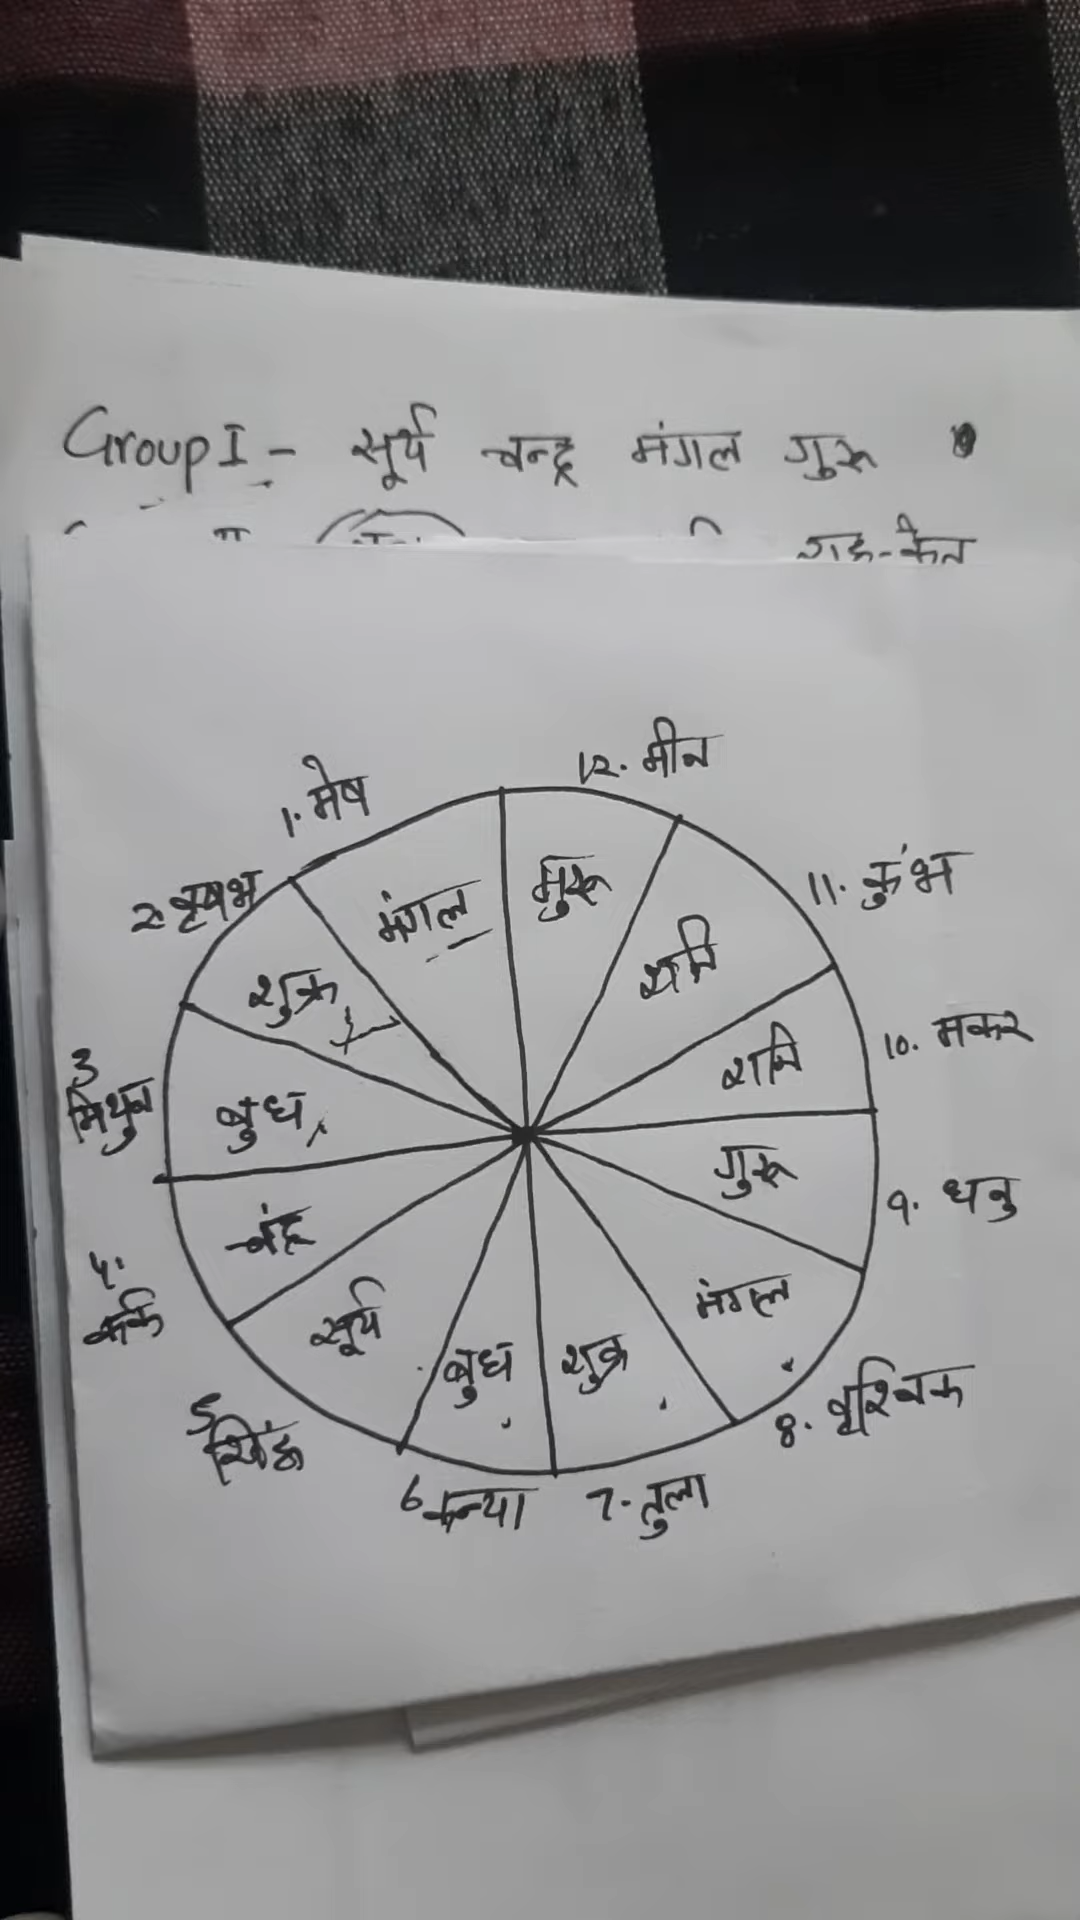 Group I - सूर्य चन्द्र मंगल गुरू
राहु-केतु
1. मेष
मंगल
2. वृषभ
शुक्र
3
मिथुन
बुध
4.
कर्क
चंद्र
5
सिंह
सूर्य
6 कन्या
बुध
7. तुला
शुक्र
8. वृश्चिक
मंगल
9. धनु
गुरू
10. मकर
शनि
11. कुंभ
शनि
12. मीन
गुरू